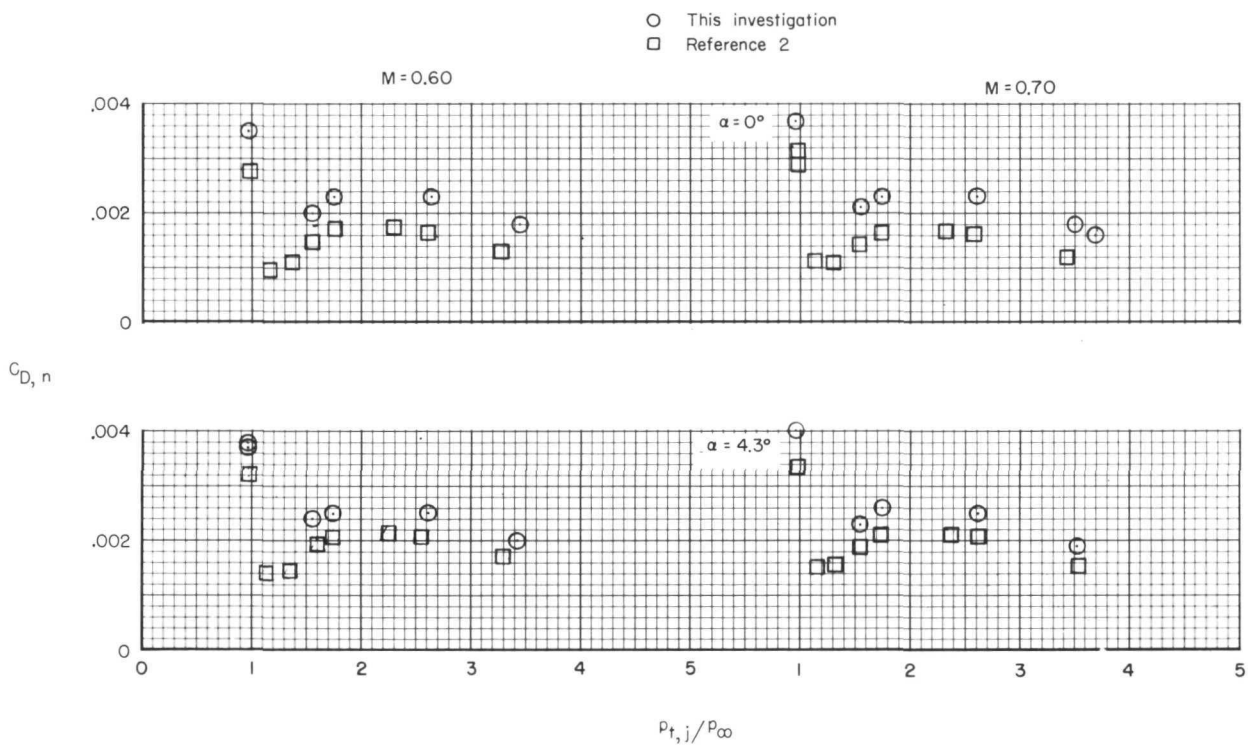 This investigation
Reference 2
M = 0.60
M = 0.70
.004
α = 0°
.002
0
C_D, n
.004
α = 4.3°
.002
0
0 1 2 3 4 5 1 2 3 4 5
p_t, j/p_∞